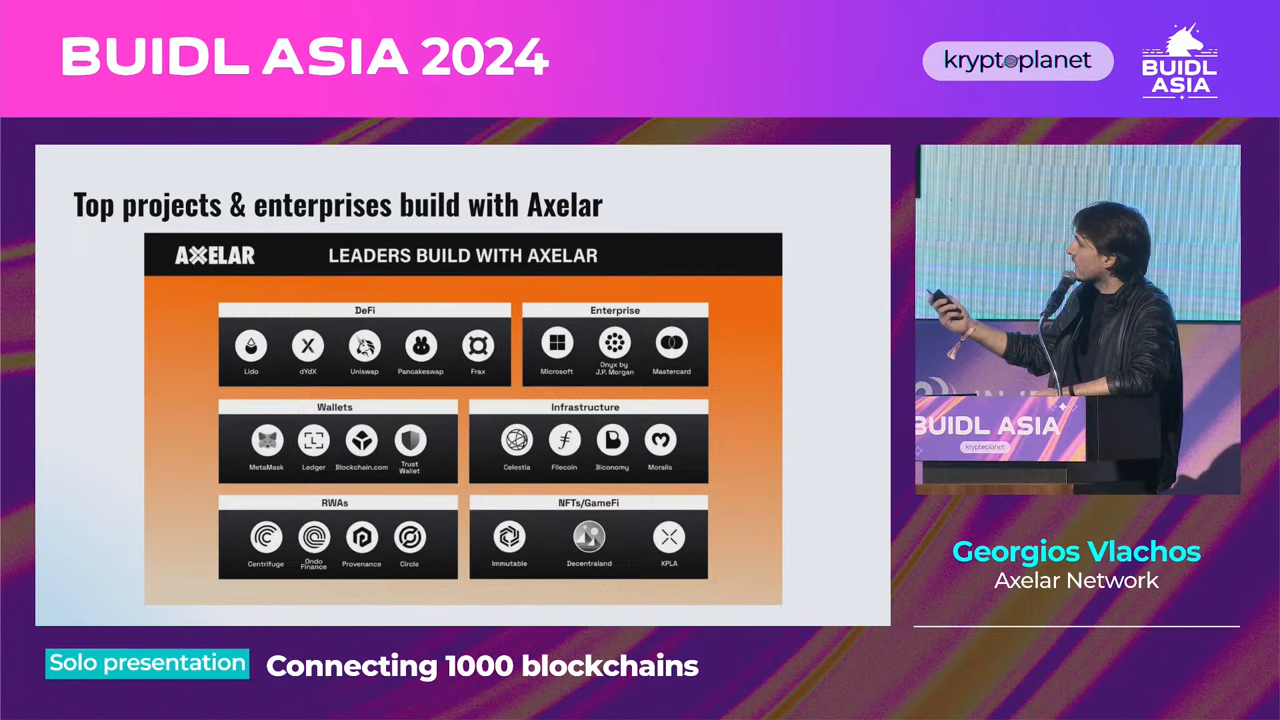 BUIDL ASIA 2024
kryptoplanet
BUIDL
ASIA
Top projects & enterprises build with Axelar
AXELAR
LEADERS BUILD WITH AXELAR
DeFi
Lido
dYdX
Uniswap
Pancakeswap
Frax
Enterprise
Microsoft
Onyx by
J.P. Morgan
Mastercard
Wallets
MetaMask
Ledger
Blockchain.com
Trust
Wallet
Infrastructure
Celestia
Filecoin
Biconomy
Moralis
RWAs
Centrifuge
Ondo
Finance
Provenance
Circle
NFTs/GameFi
Immutable
Decentraland
XPLA
BUIDL ASIA
kryptoplanet
Georgios Vlachos
Axelar Network
Solo presentation
Connecting 1000 blockchains